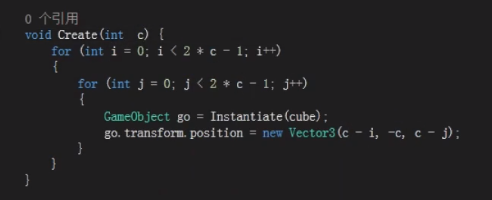 0 个引用
void Create(int  c) {
for (int i = 0; i < 2 * c - 1; i++)
{
for (int j = 0; j < 2 * c - 1; j++)
{
GameObject go = Instantiate(cube);
go.transform.position = new Vector3(c - i, -c, c - j);
}
}
}